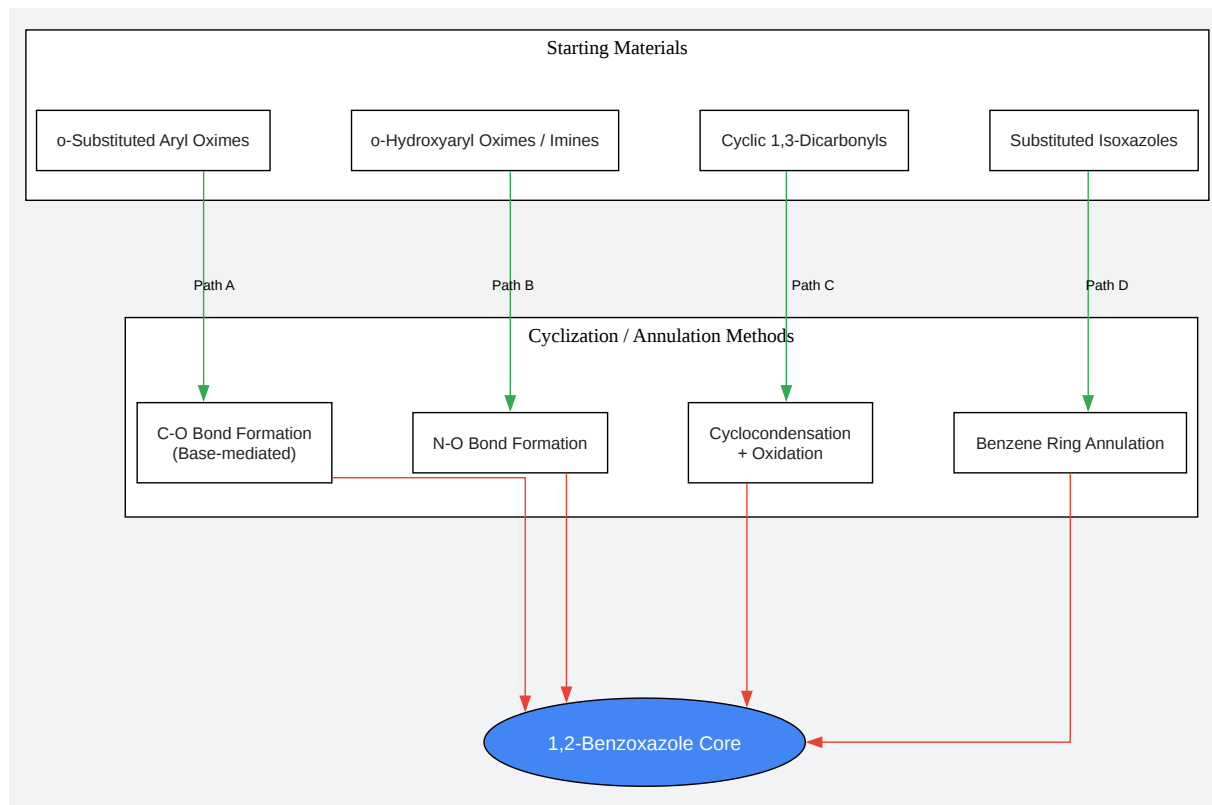 Starting Materials
o-Substituted Aryl Oximes
o-Hydroxyaryl Oximes / Imines
Cyclic 1,3-Dicarbonyls
Substituted Isoxazoles
Path A
Path B
Path C
Path D
Cyclization / Annulation Methods
C-O Bond Formation
(Base-mediated)
N-O Bond Formation
Cyclocondensation
+ Oxidation
Benzene Ring Annulation
1,2-Benzoxazole Core